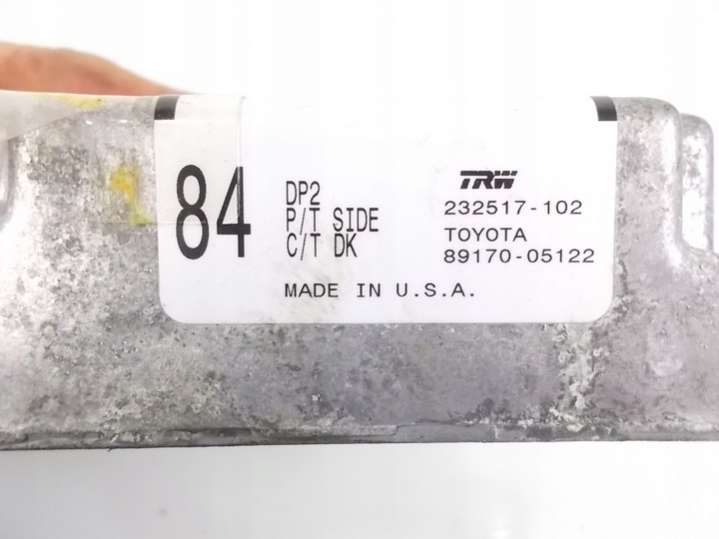 84
DP2
P/T SIDE
C/T DK
TRW
232517-102
TOYOTA
89170-05122
MADE IN U.S.A.